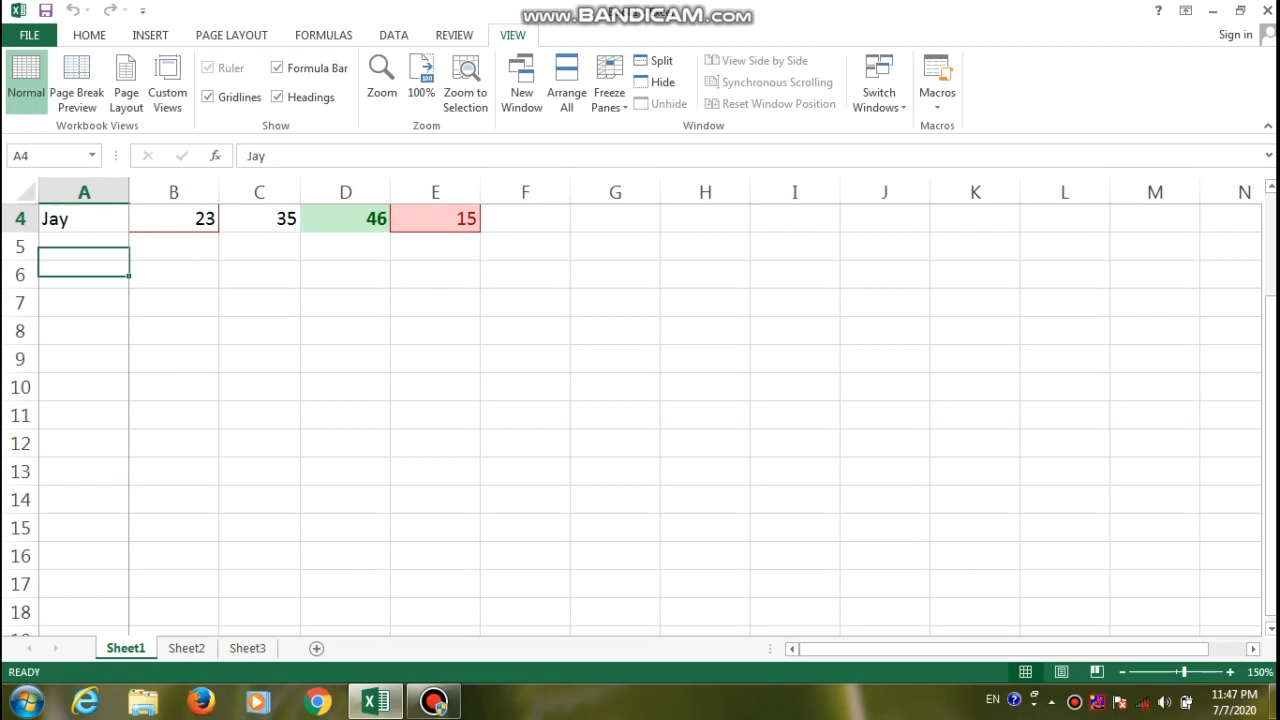 www.BANDICAM.com
FILE HOME INSERT PAGE LAYOUT FORMULAS DATA REVIEW VIEW Sign in
Normal Page Break Preview Page Layout Custom Views
Workbook Views
Ruler Formula Bar
Gridlines Headings
Show
Zoom 100% Zoom to Selection
Zoom
New Window Arrange All Freeze Panes
Split
Hide
Unhide
View Side by Side
Synchronous Scrolling
Reset Window Position
Switch Windows
Window
Macros
Macros
A4 fx Jay
A B C D E F G H I J K L M N
4 Jay 23 35 46 15
5
6
7
8
9
10
11
12
13
14
15
16
17
18
Sheet1 Sheet2 Sheet3
READY 150%
EN 11:47 PM
7/7/2020